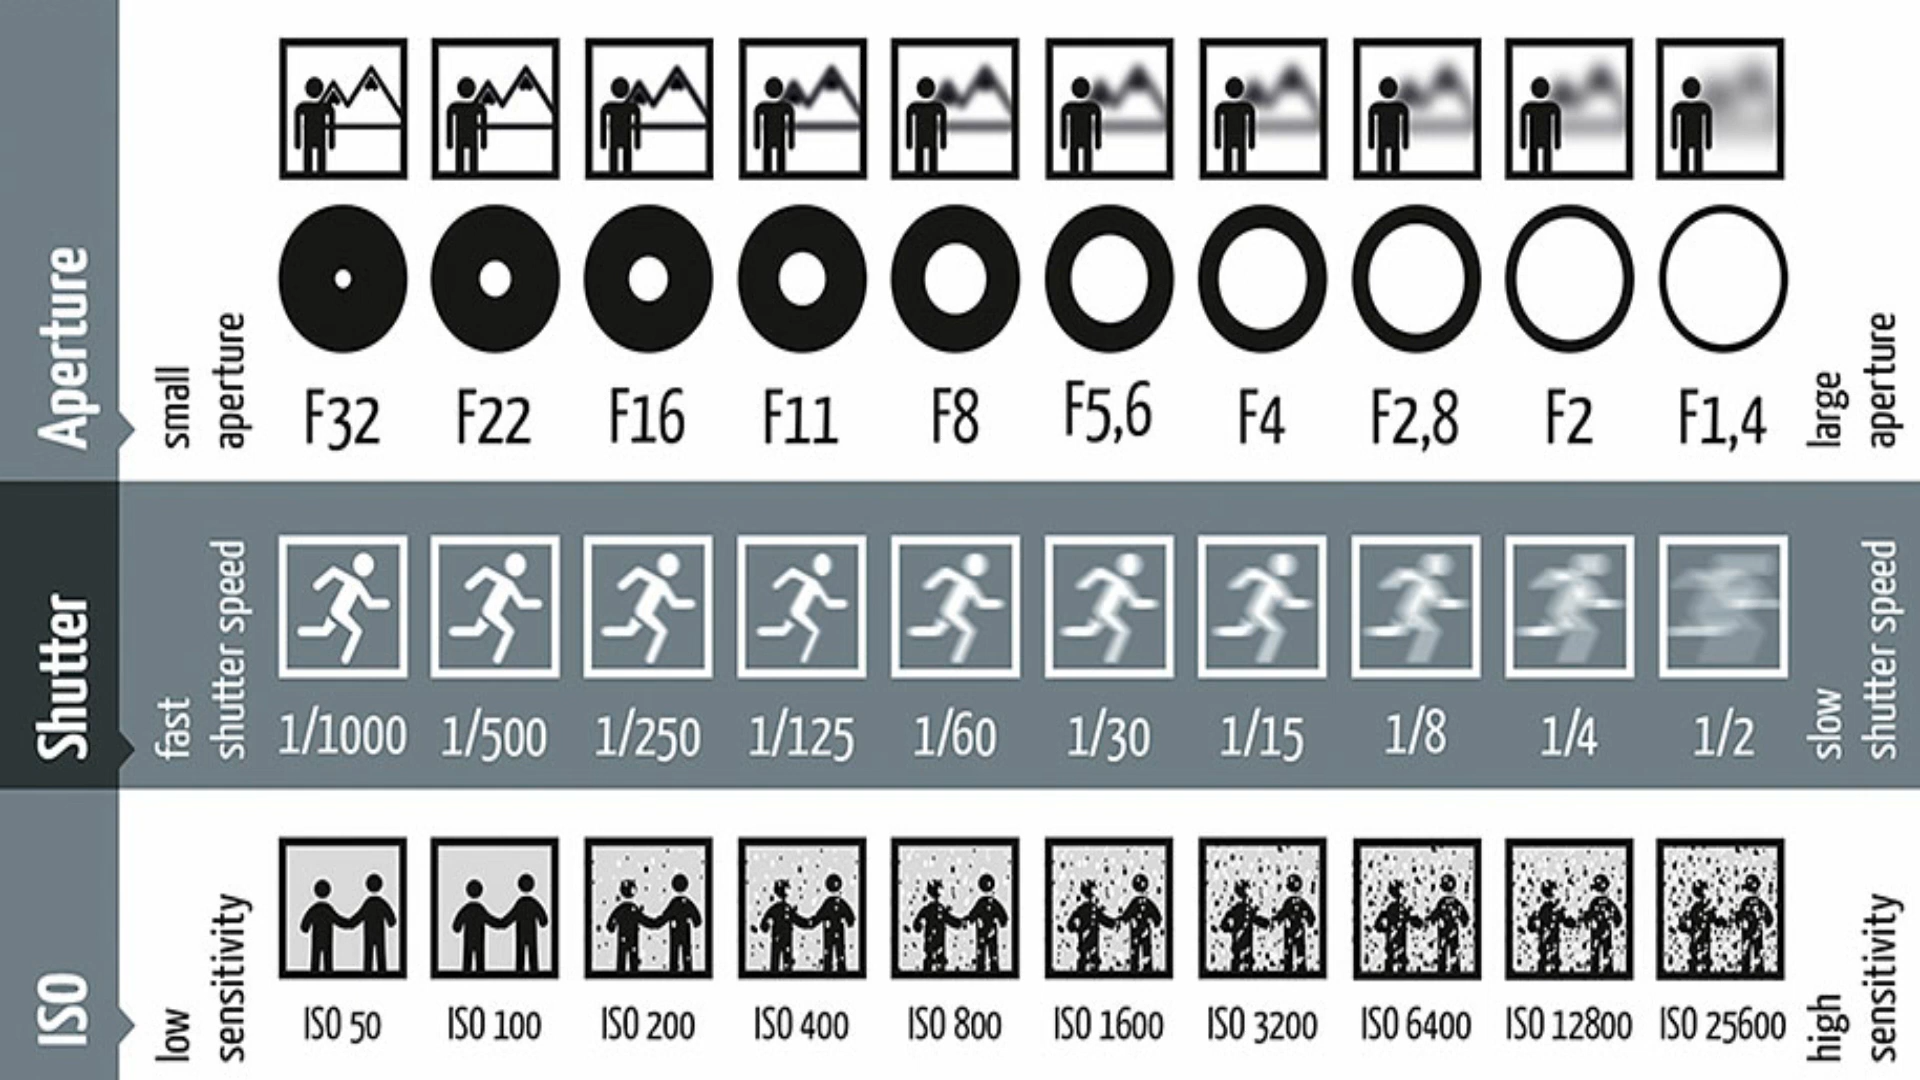 Aperture
small
aperture
F32 F22 F16 F11 F8 F5,6 F4 F2,8 F2 F1,4
large
aperture
Shutter
fast
shutter speed
1/1000 1/500 1/250 1/125 1/60 1/30 1/15 1/8 1/4 1/2
slow
shutter speed
ISO
low
sensitivity
ISO 50 ISO 100 ISO 200 ISO 400 ISO 800 ISO 1600 ISO 3200 ISO 6400 ISO 12800 ISO 25600
high
sensitivity